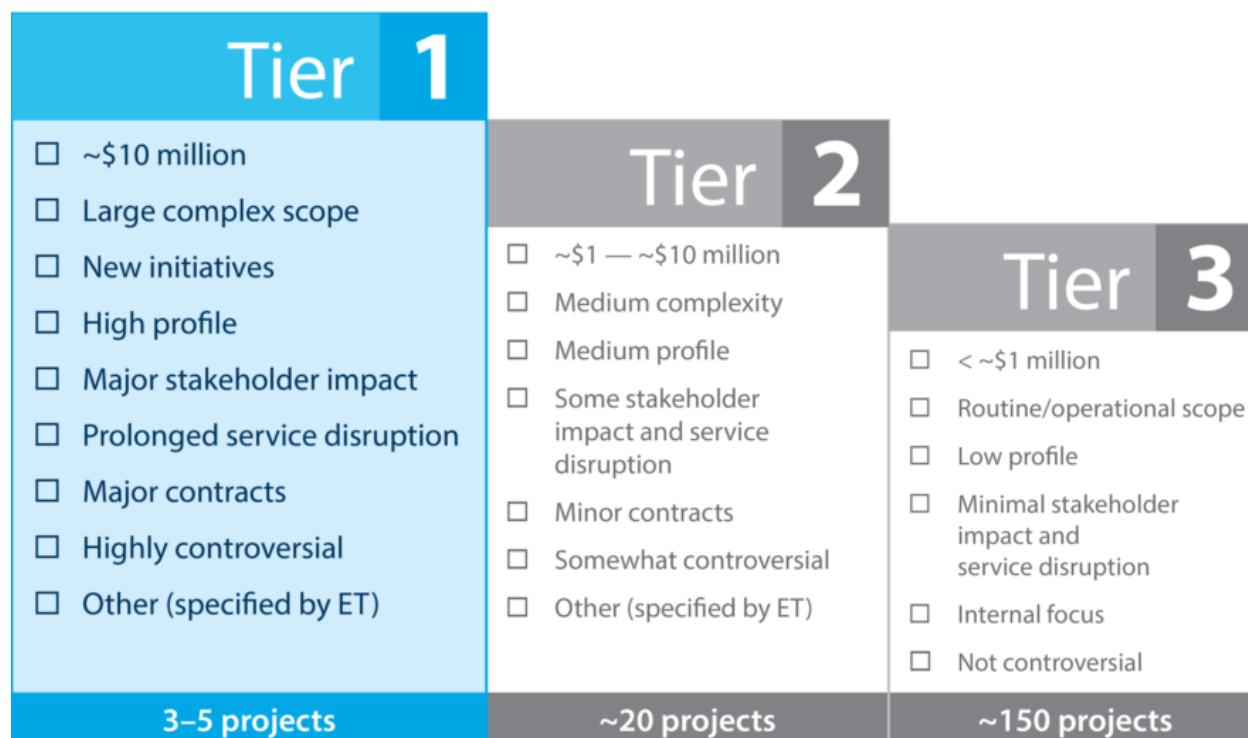 Tier 1
☐ ~$10 million
☐ Large complex scope
☐ New initiatives
☐ High profile
☐ Major stakeholder impact
☐ Prolonged service disruption
☐ Major contracts
☐ Highly controversial
☐ Other (specified by ET)
3–5 projects
Tier 2
☐ ~$1 — ~$10 million
☐ Medium complexity
☐ Medium profile
☐ Some stakeholder
impact and service
disruption
☐ Minor contracts
☐ Somewhat controversial
☐ Other (specified by ET)
~20 projects
Tier 3
☐ < ~$1 million
☐ Routine/operational scope
☐ Low profile
☐ Minimal stakeholder
impact and
service disruption
☐ Internal focus
☐ Not controversial
~150 projects